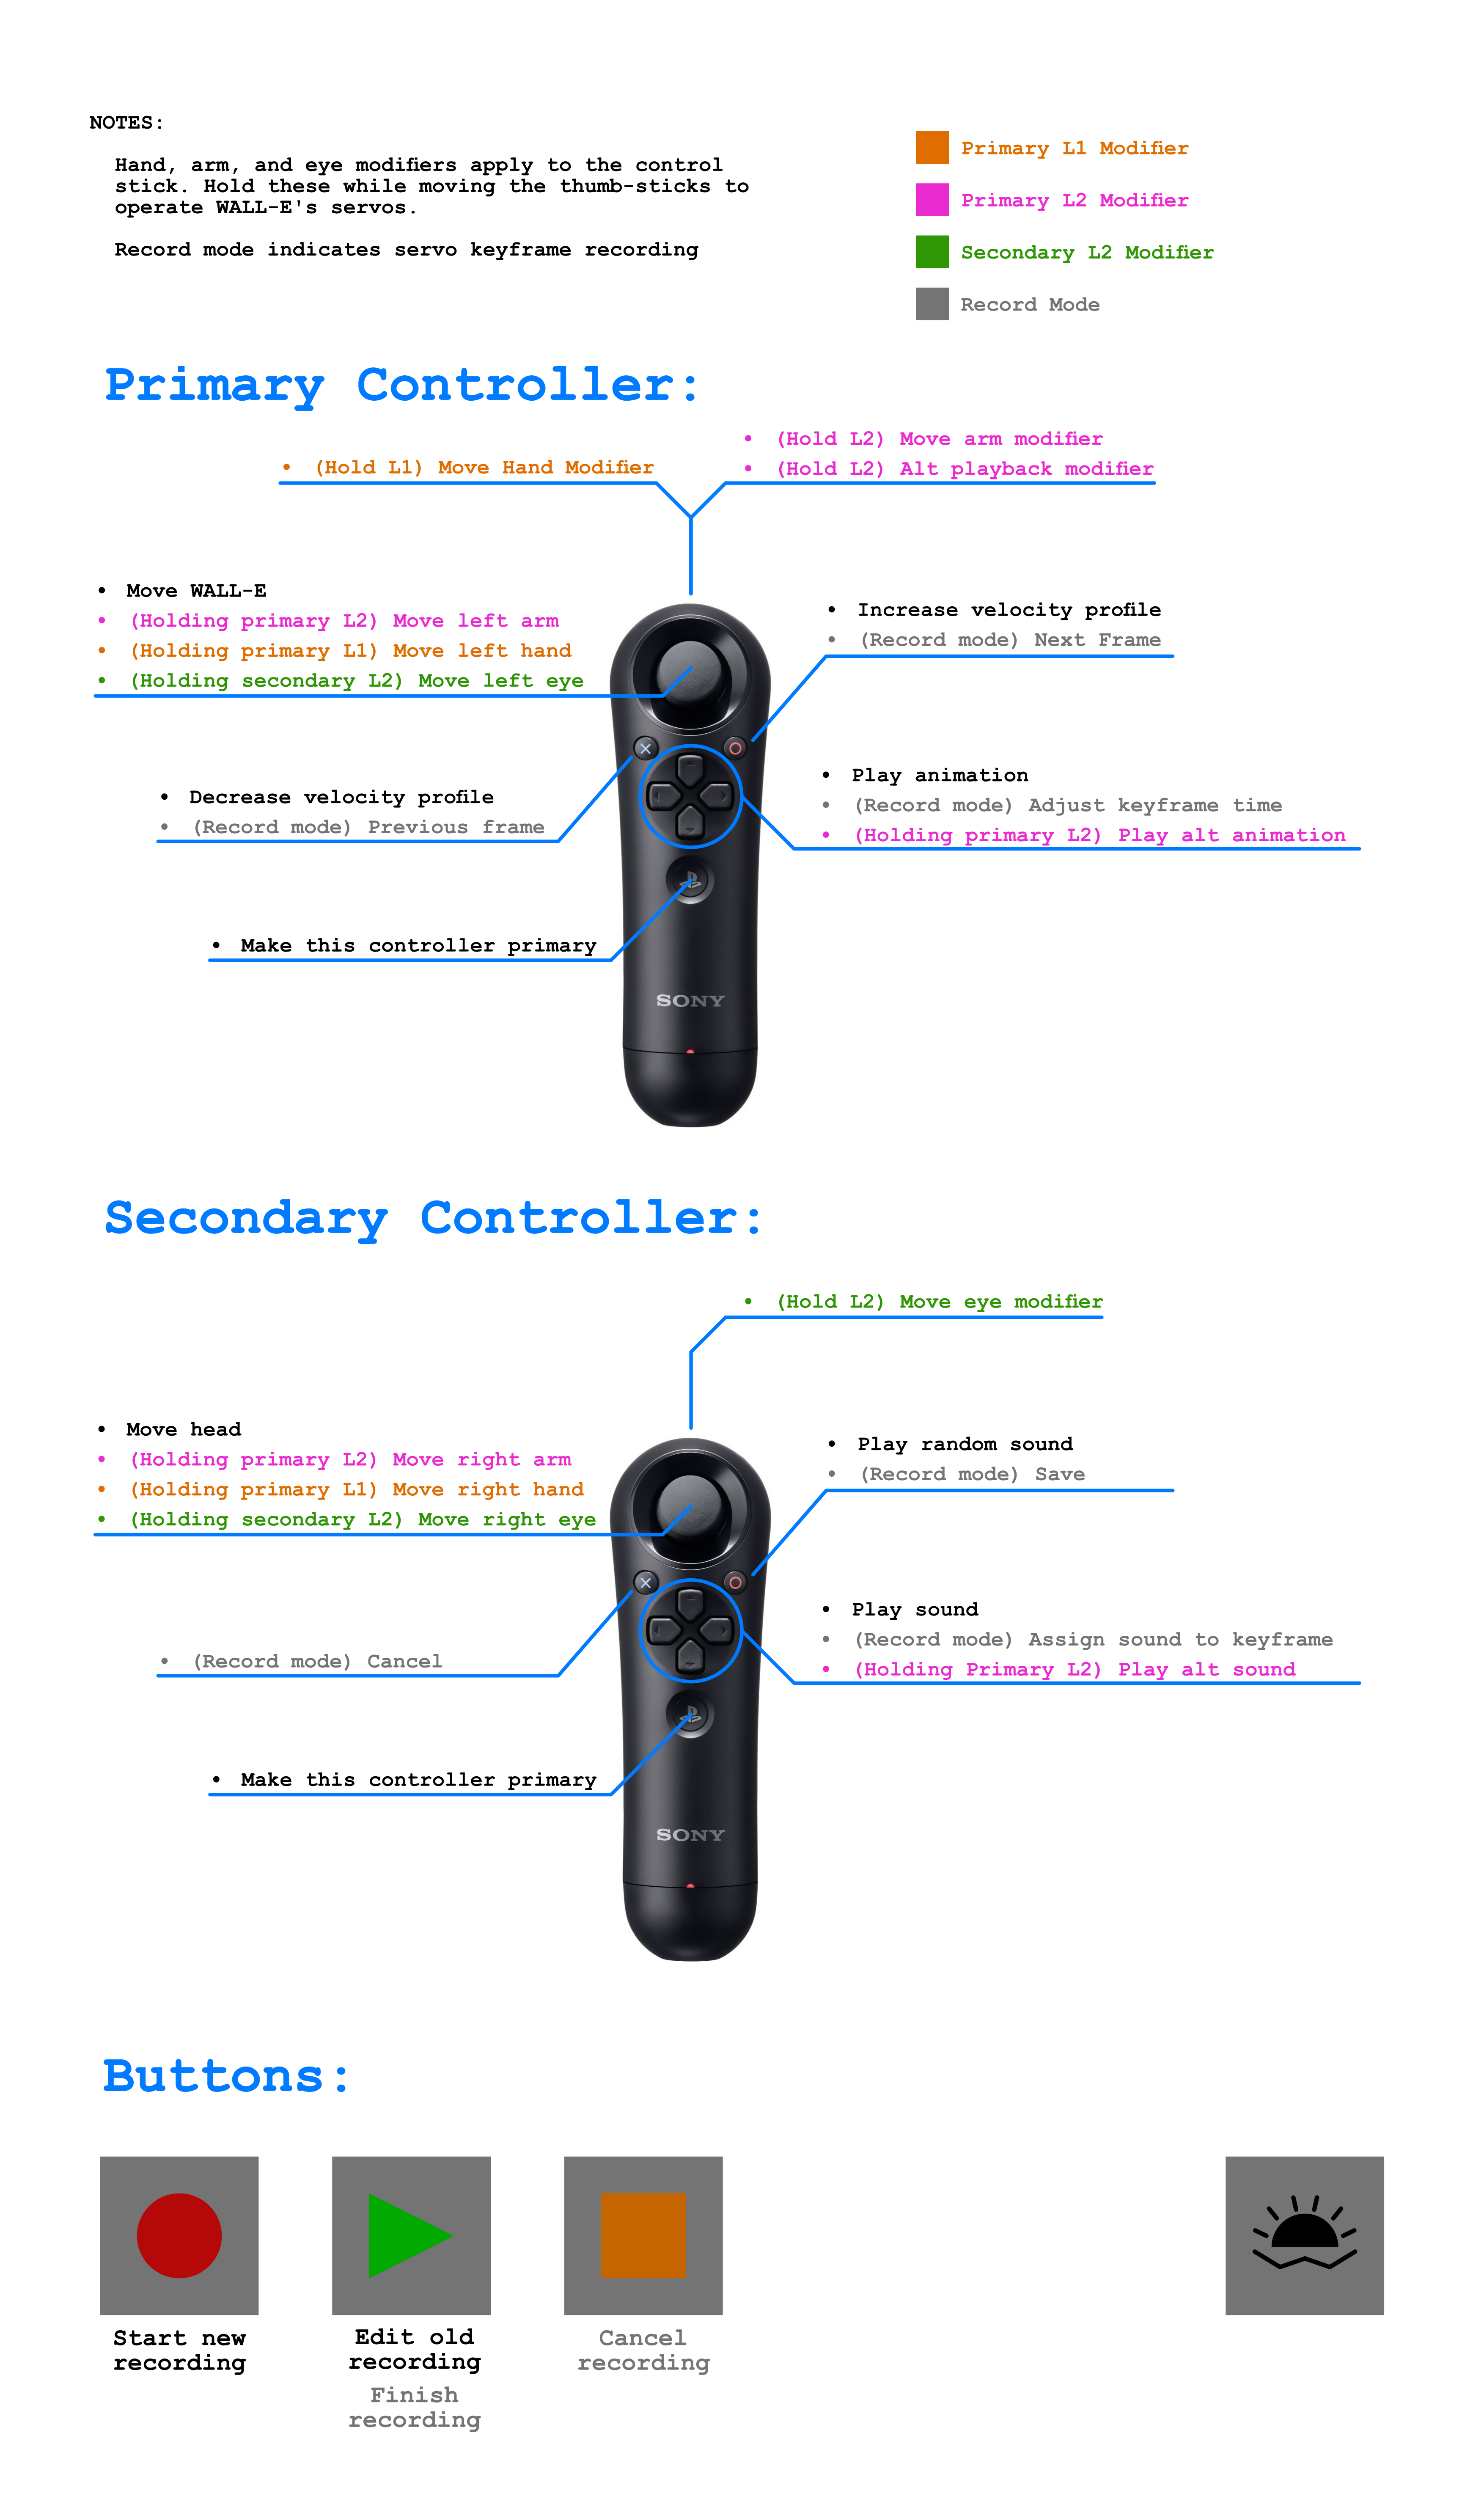 NOTES:
Hand, arm, and eye modifiers apply to the control
stick. Hold these while moving the thumb-sticks to
operate WALL-E's servos.
Record mode indicates servo keyframe recording
Primary L1 Modifier
Primary L2 Modifier
Secondary L2 Modifier
Record Mode
Primary Controller:
• (Hold L1) Move Hand Modifier
• (Hold L2) Move arm modifier
• (Hold L2) Alt playback modifier
• Move WALL-E
• (Holding primary L2) Move left arm
• (Holding primary L1) Move left hand
• (Holding secondary L2) Move left eye
• Increase velocity profile
• (Record mode) Next Frame
• Decrease velocity profile
• (Record mode) Previous frame
• Play animation
• (Record mode) Adjust keyframe time
• (Holding primary L2) Play alt animation
• Make this controller primary
SONY
Secondary Controller:
• (Hold L2) Move eye modifier
• Move head
• (Holding primary L2) Move right arm
• (Holding primary L1) Move right hand
• (Holding secondary L2) Move right eye
• Play random sound
• (Record mode) Save
• (Record mode) Cancel
• Play sound
• (Record mode) Assign sound to keyframe
• (Holding Primary L2) Play alt sound
• Make this controller primary
SONY
Buttons:
Start new
recording
Edit old
recording
Finish
recording
Cancel
recording